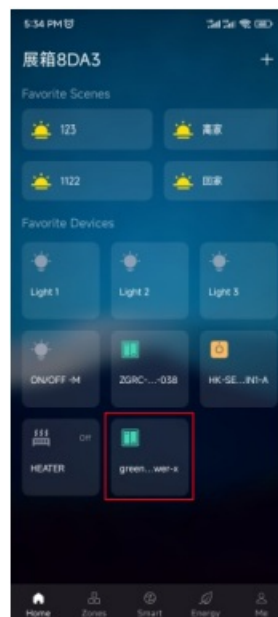 5:34 PM
展箱8DA3
+
Favorite Scenes
123
离家
1122
回家
Favorite Devices
Light 1
Light 2
Light 3
ON/OFF -M
ZGRC-...-038
HK-SE...IN1-A
Off
HEATER
green...wer-x
Home
Zones
Smart
Energy
Me